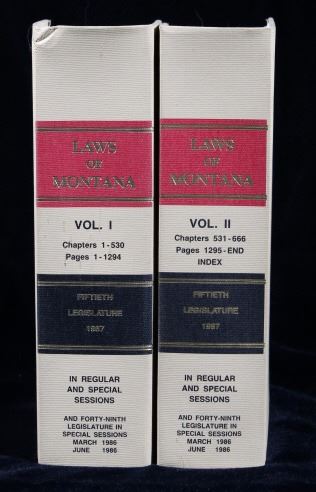 LAWS
OF
MONTANA
VOL. I
Chapters 1-530
Pages 1-1294
FIFTIETH
LEGISLATURE
1987
IN REGULAR
AND SPECIAL
SESSIONS
AND FORTY-NINTH
LEGISLATURE IN
SPECIAL SESSIONS
MARCH 1986
JUNE 1986
LAWS
OF
MONTANA
VOL. II
Chapters 531-666
Pages 1295-END
INDEX
FIFTIETH
LEGISLATURE
1987
IN REGULAR
AND SPECIAL
SESSIONS
AND FORTY-NINTH
LEGISLATURE IN
SPECIAL SESSIONS
MARCH 1986
JUNE 1986